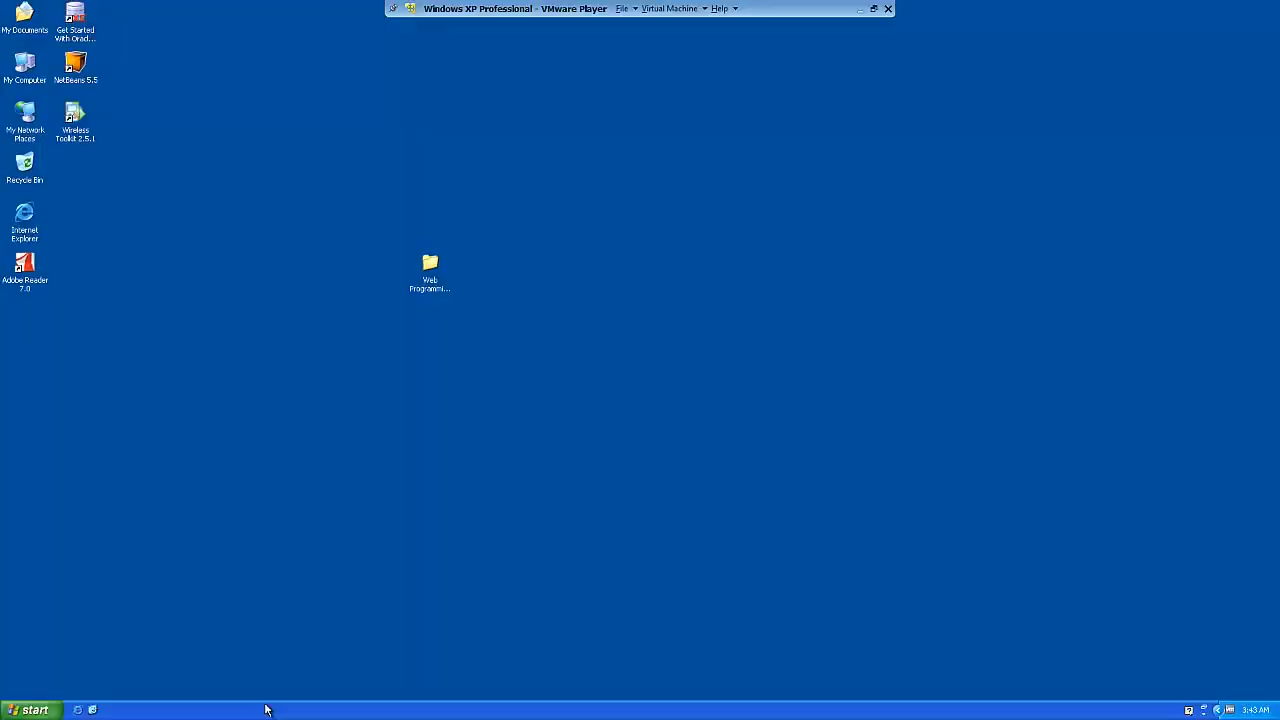 Windows XP Professional - VMware Player File Virtual Machine Help
My Documents
Get Started
With Oracl...
My Computer
NetBeans 5.5
My Network
Places
Wireless
Toolkit 2.5.1
Recycle Bin
Internet
Explorer
Adobe Reader
7.0
Web
Programmi...
start
3:43 AM